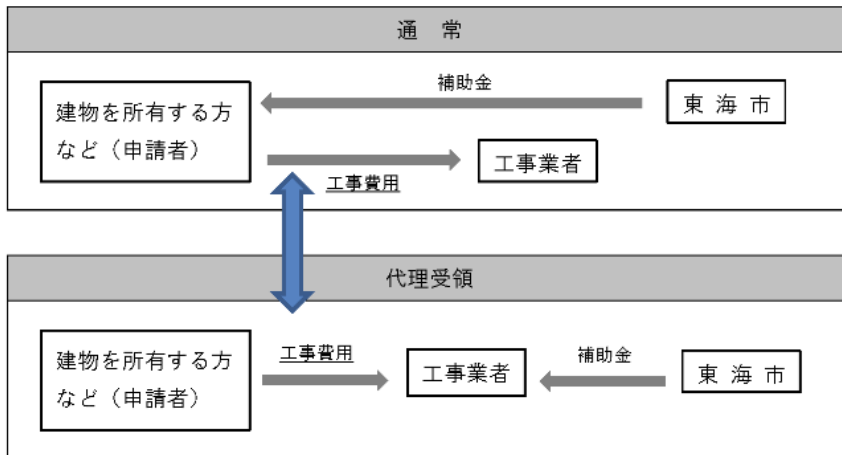 通　常
補助金
建物を所有する方
など（申請者）
東 海 市
工事業者
工事費用
代理受領
建物を所有する方
など（申請者）
工事費用
工事業者
補助金
東 海 市